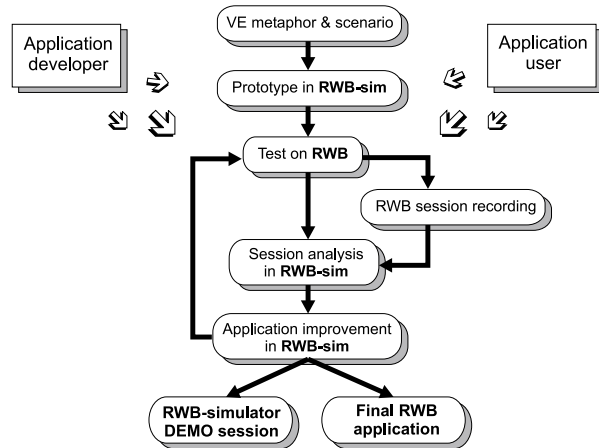 VE metaphor & scenario
Application
developer
Application
user
Prototype in RWB-sim
Test on RWB
RWB session recording
Session analysis
in RWB-sim
Application improvement
in RWB-sim
RWB-simulator
DEMO session
Final RWB
application